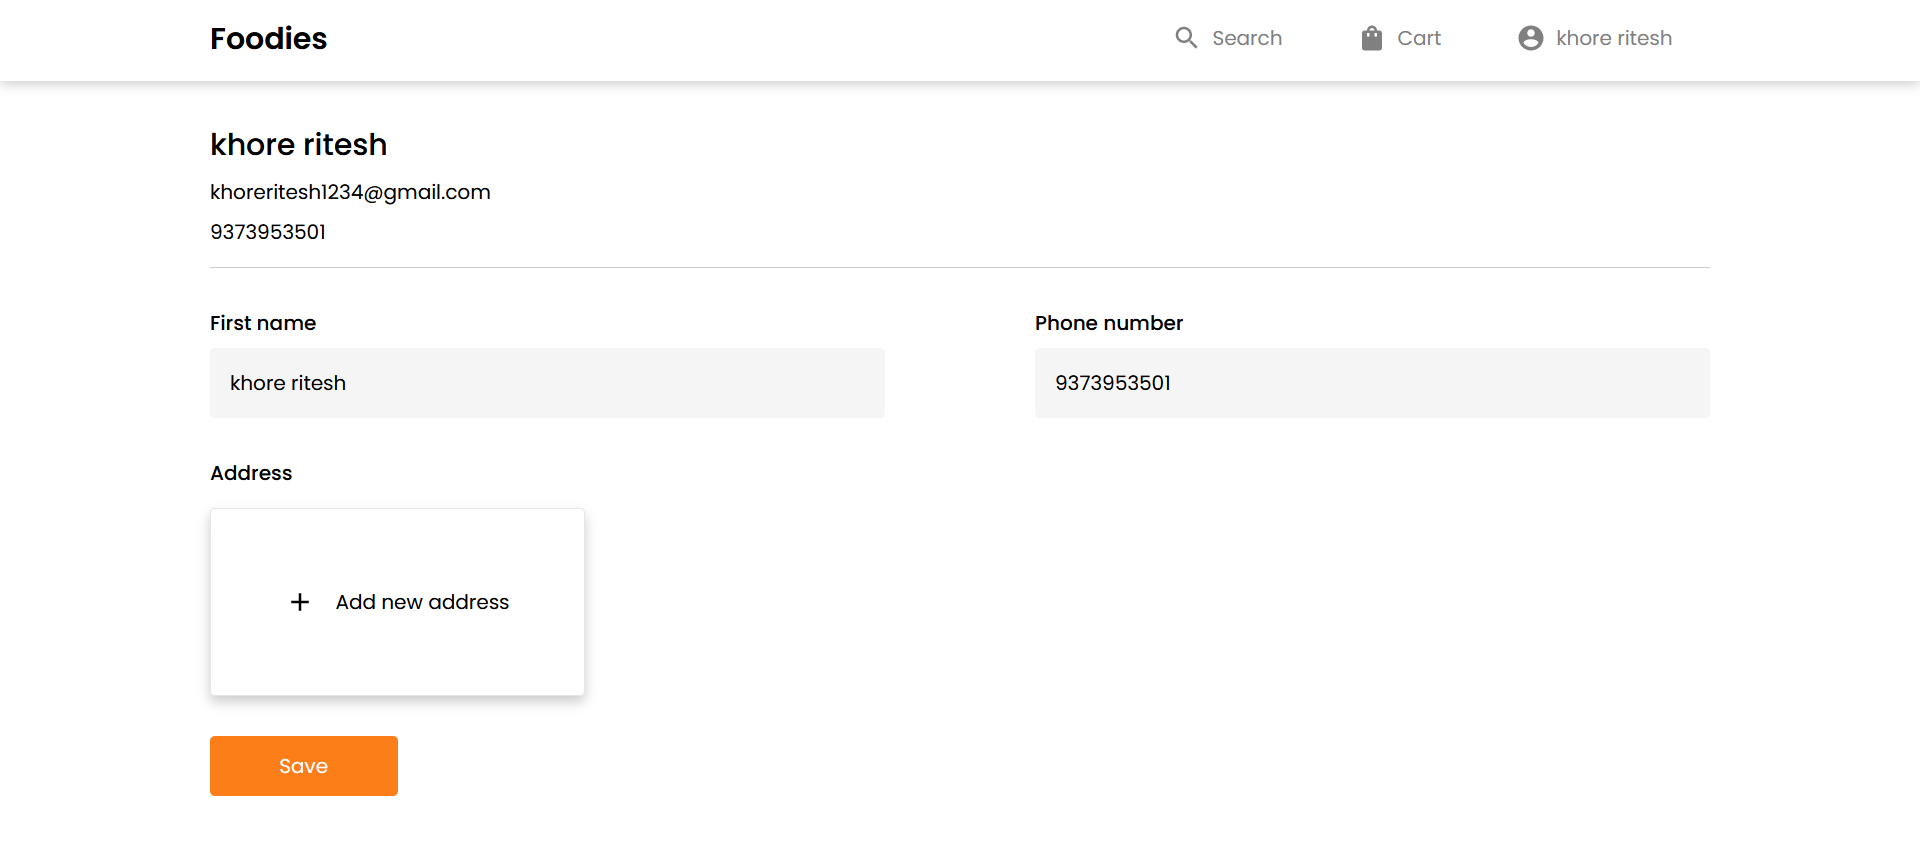 Foodies Search Cart khore ritesh
khore ritesh
khoreritesh1234@gmail.com
9373953501
First name Phone number
khore ritesh 9373953501
Address
+ Add new address
Save